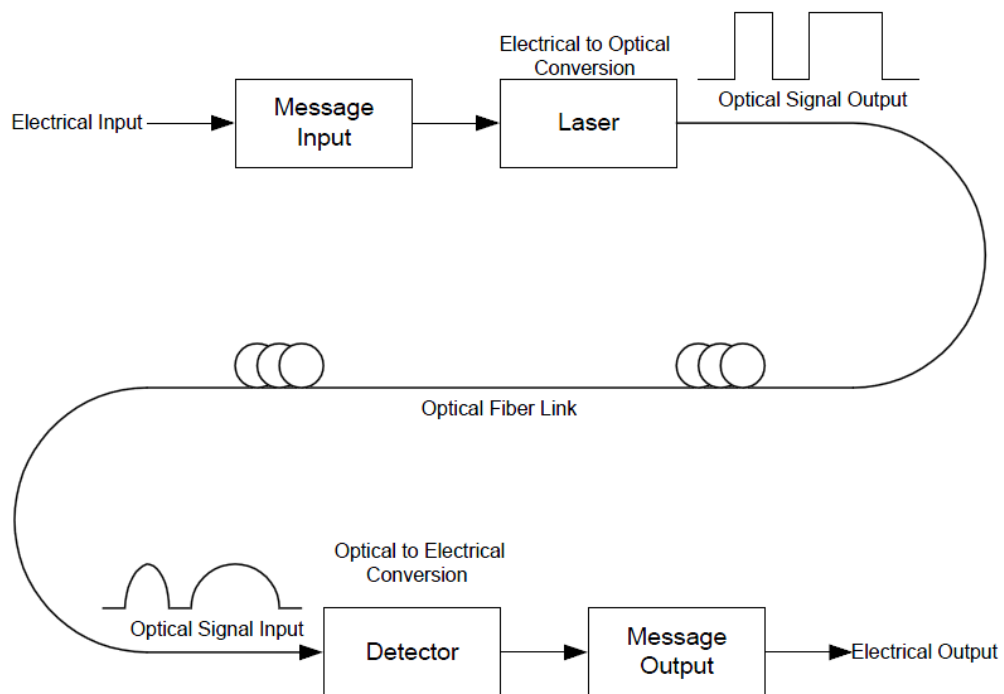 Electrical to Optical
Conversion
Optical Signal Output
Electrical Input
Message
Input
Laser
Optical Fiber Link
Optical to Electrical
Conversion
Optical Signal Input
Detector
Message
Output
Electrical Output